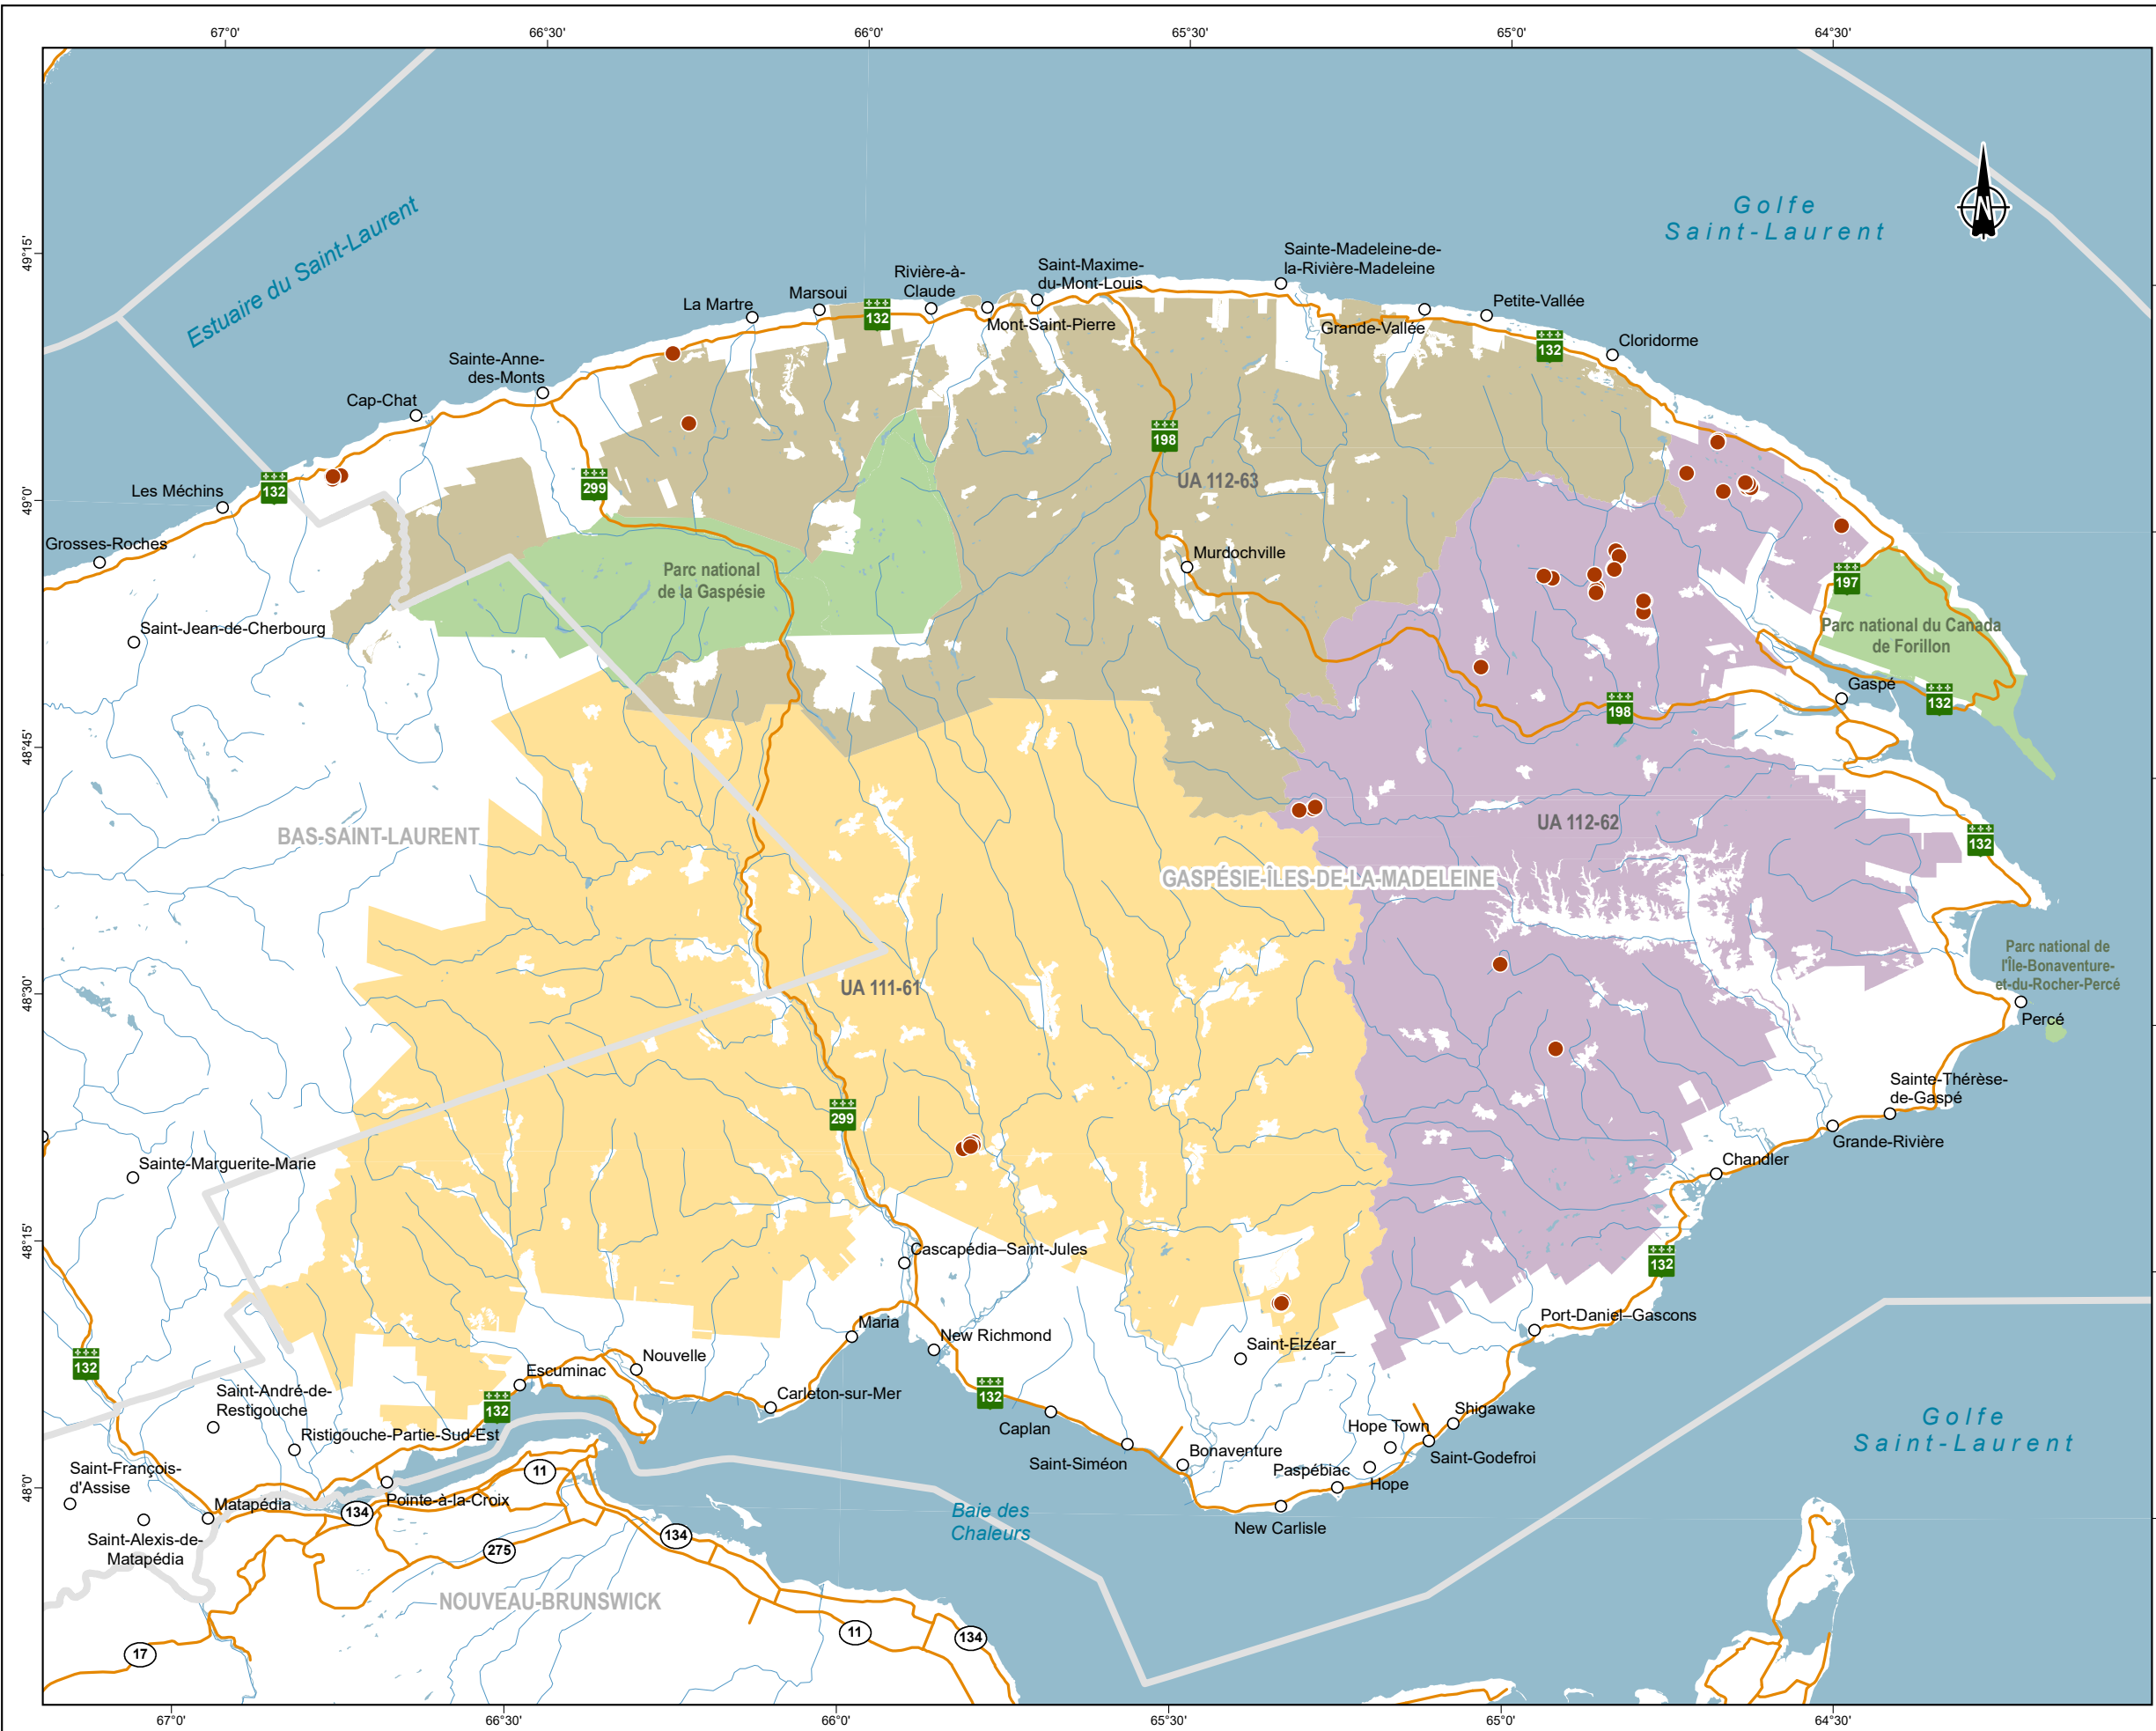 67°0'
66°30'
66°0'
65°30'
65°0'
64°30'
Golfe
Saint-Laurent
N
Estuaire du Saint-Laurent
49°15'
Sainte-Madeleine-de-
la-Rivière-Madeleine
Saint-Maxime-
du-Mont-Louis
Rivière-à-
Claude
Marsoui
La Martre
132
Mont-Saint-Pierre
Grande-Vallée
Petite-Vallée
132
Cloridorme
Sainte-Anne-
des-Monts
Cap-Chat
198
UA 112-63
299
132
Les Méchins
49°0'
Grosses-Roches
Murdochville
Parc national
de la Gaspésie
197
Parc national du Canada
de Forillon
Saint-Jean-de-Cherbourg
Gaspé
132
198
48°45'
BAS-SAINT-LAURENT
UA 112-62
132
GASPÉSIE-ÎLES-DE-LA-MADELEINE
Parc national de
l'Île-Bonaventure-
et-du-Rocher-Percé
UA 111-61
48°30'
Percé
Sainte-Thérèse-
de-Gaspé
299
Grande-Rivière
Sainte-Marguerite-Marie
Chandler
48°15'
Cascapédia–Saint-Jules
132
Port-Daniel–Gascons
Maria
New Richmond
Saint-Elzéar_
132
Nouvelle
Escuminac
Saint-André-de-
Restigouche
Carleton-sur-Mer
132
132
Caplan
Shigawake
Hope Town
Golfe
Saint-Laurent
Ristigouche-Partie-Sud-Est
Bonaventure
Saint-Godefroi
Saint-Siméon
Paspébiac
Hope
Saint-François-
d'Assise
11
48°0'
Pointe-à-la-Croix
Matapédia
134
Baie des
Chaleurs
New Carlisle
Saint-Alexis-de-
Matapédia
134
275
NOUVEAU-BRUNSWICK
11
134
17
67°0'
66°30'
66°0'
65°30'
65°0'
64°30'